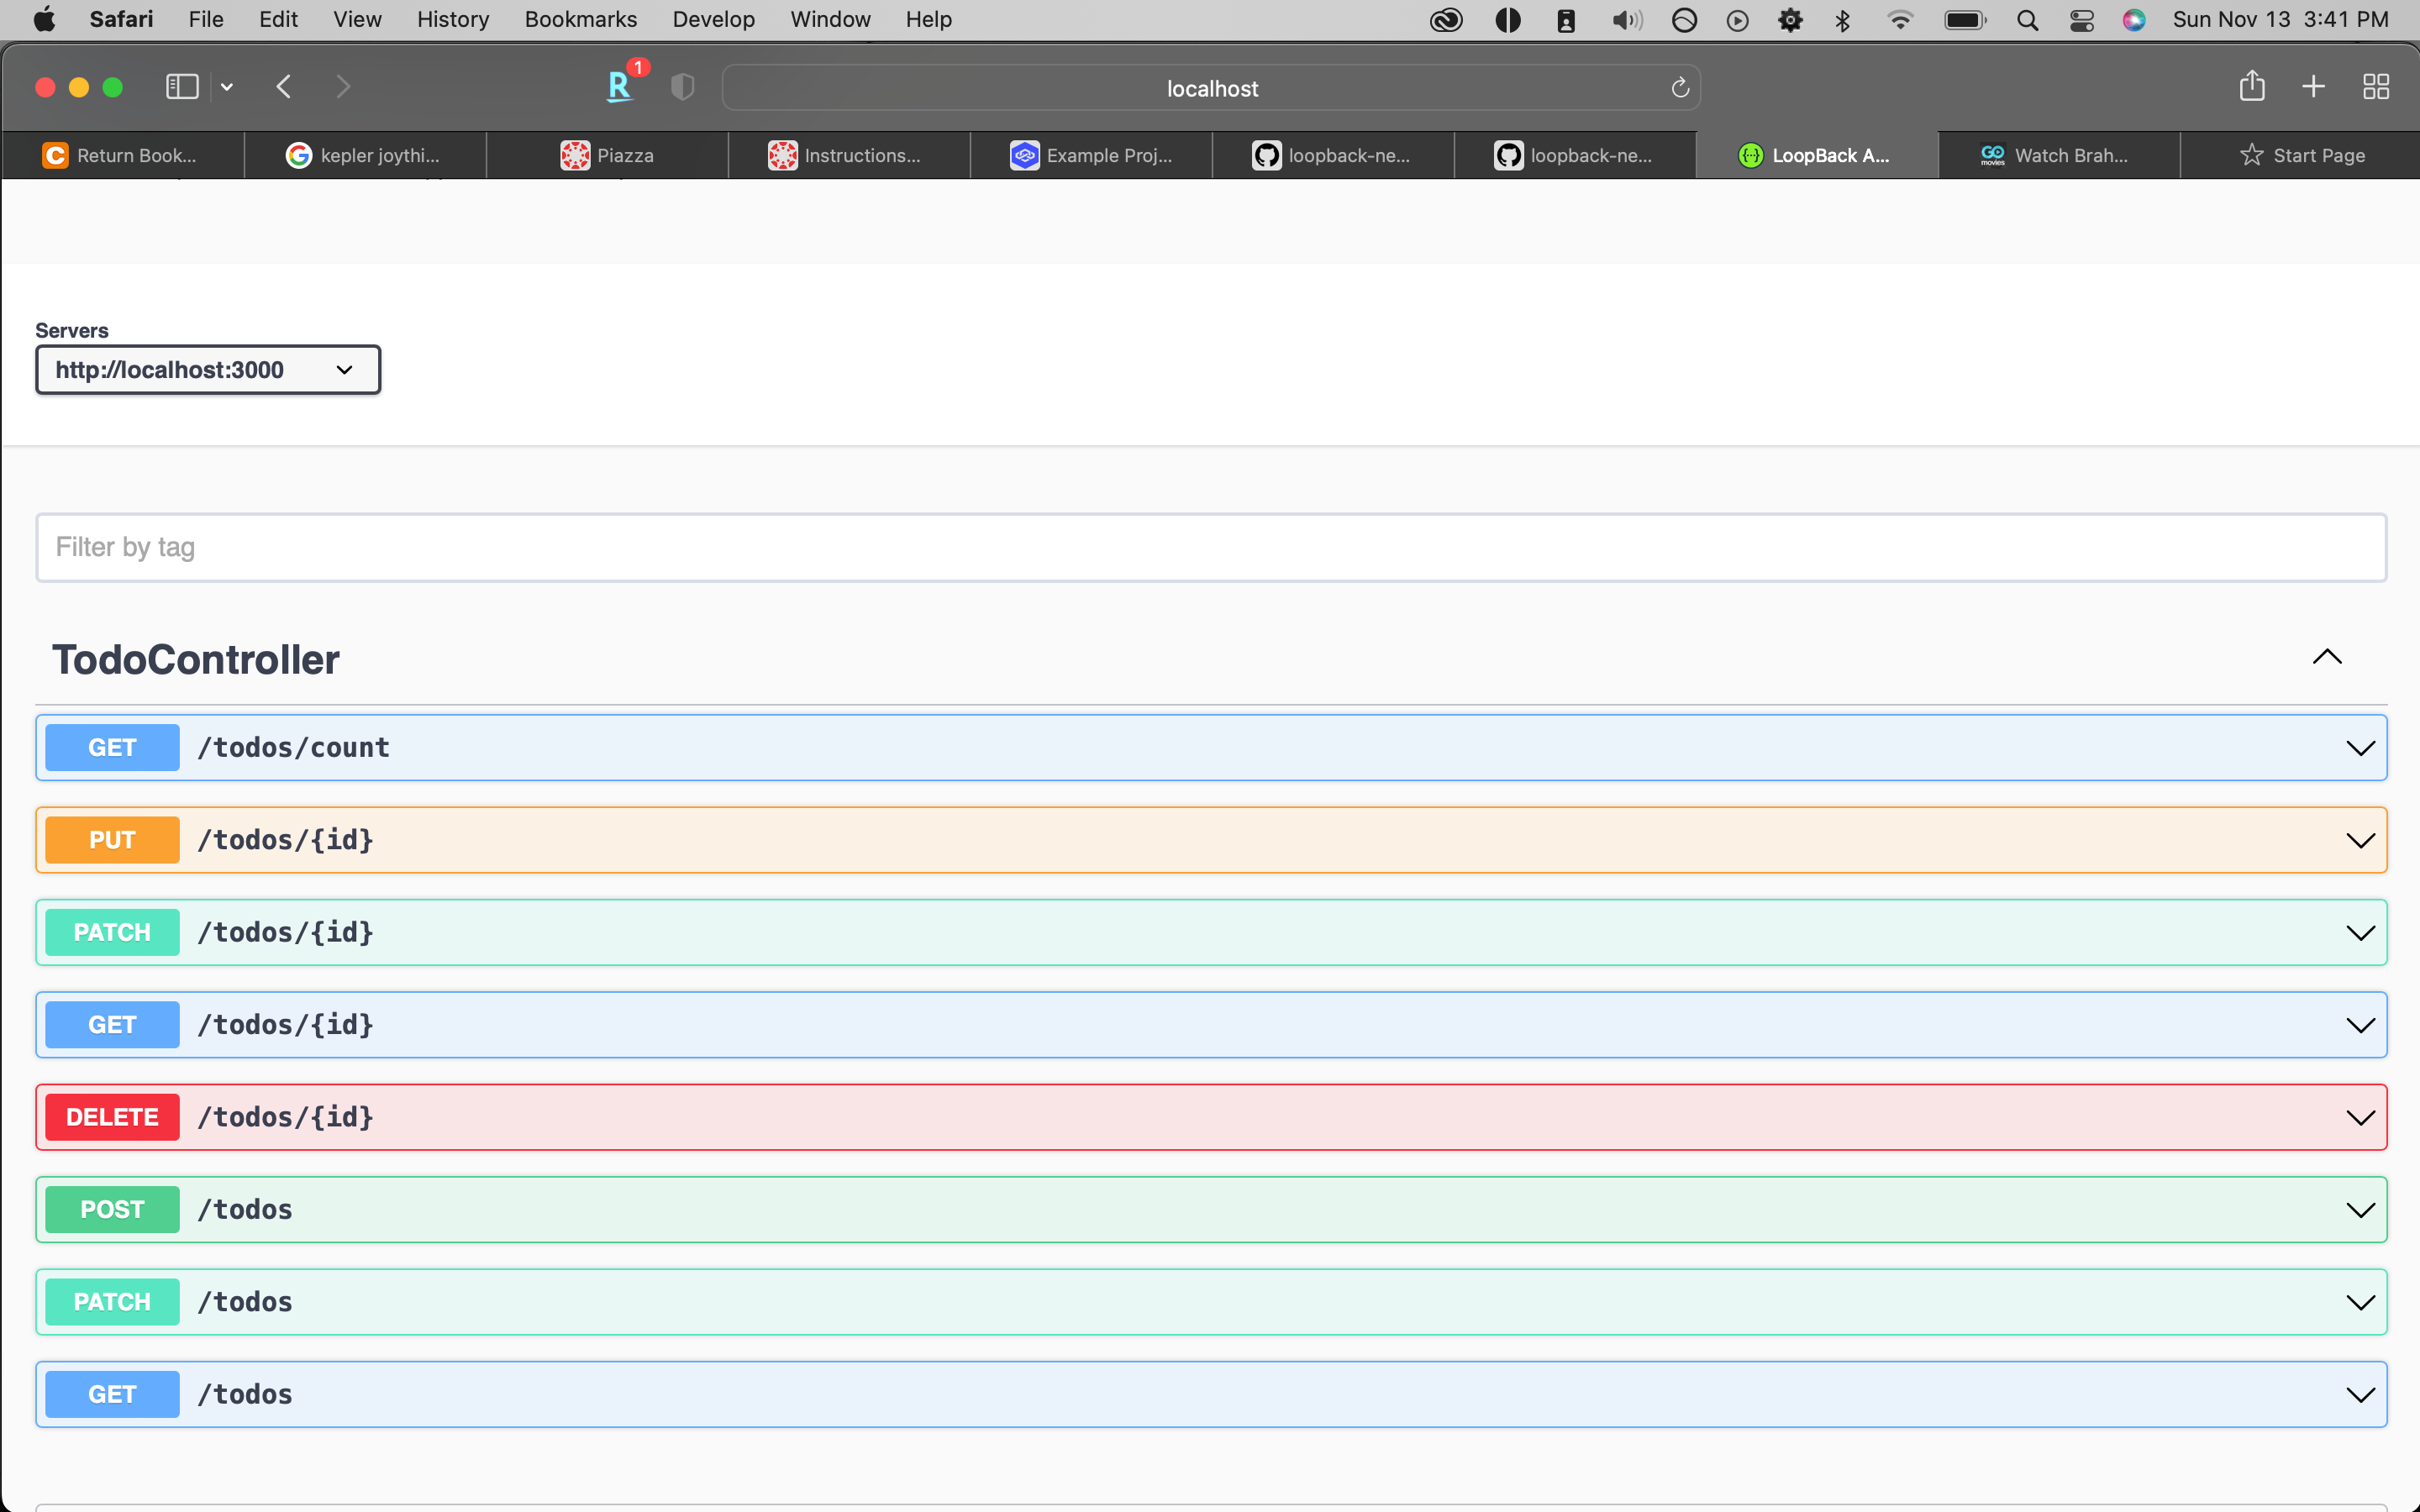 Safari File Edit View History Bookmarks Develop Window Help Sun Nov 13 3:41 PM
R 1 localhost
C Return Book... kepler joythi... Piazza Instructions... Example Proj... loopback-ne... loopback-ne... {··} LoopBack A... GO movies Watch Brah... Start Page
Servers
http://localhost:3000
Filter by tag
TodoController
GET /todos/count
PUT /todos/{id}
PATCH /todos/{id}
GET /todos/{id}
DELETE /todos/{id}
POST /todos
PATCH /todos
GET /todos